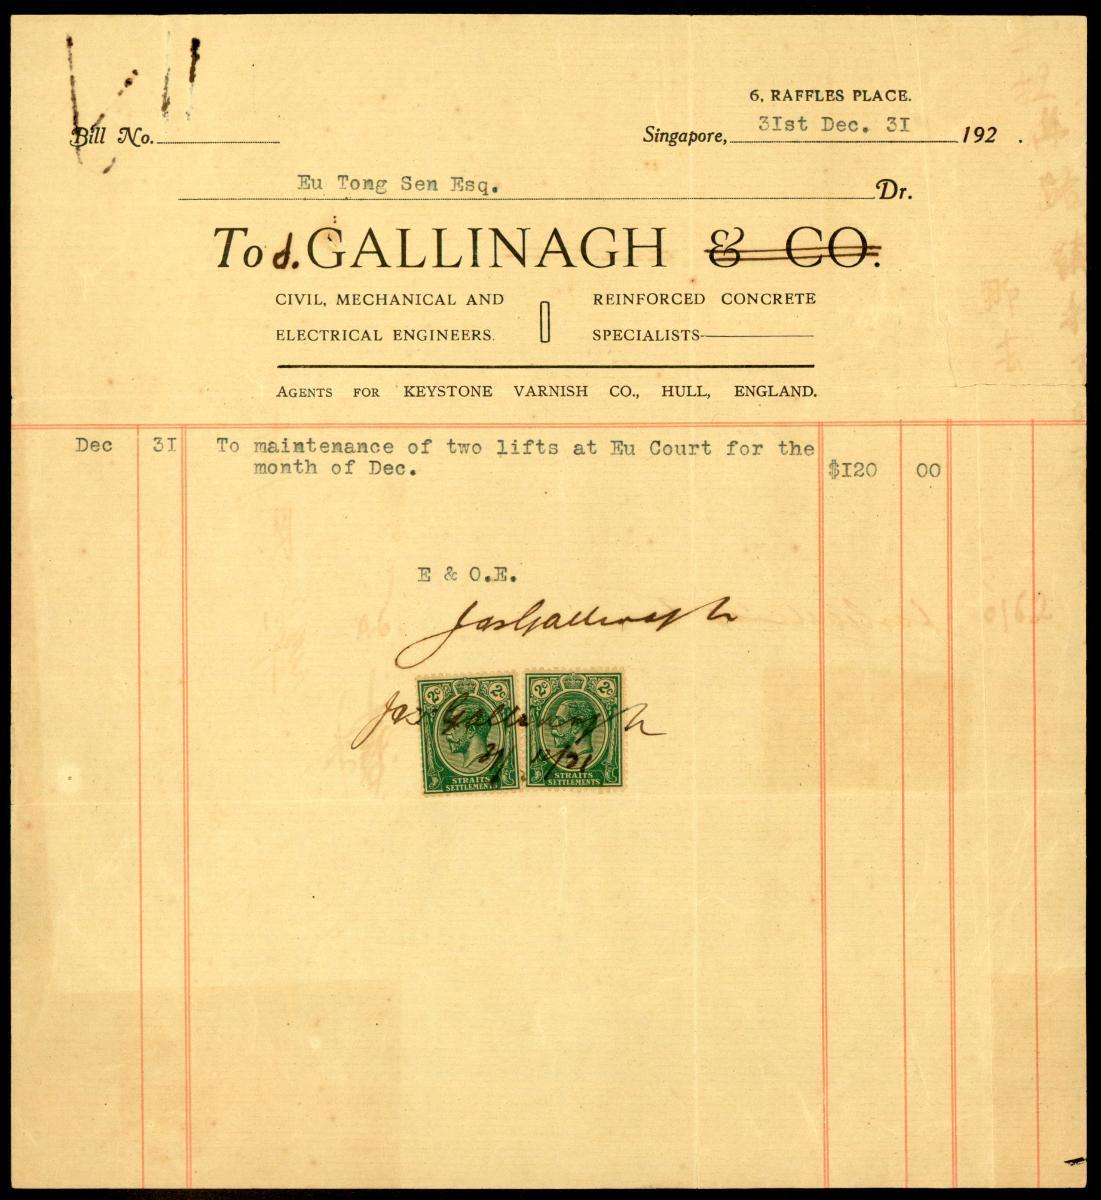 6, RAFFLES PLACE.
Bill No. Singapore, 31st Dec. 31 192 .
Eu Tong Sen Esq. Dr.
To J. GALLINAGH & CO.
CIVIL, MECHANICAL AND
ELECTRICAL ENGINEERS.
REINFORCED CONCRETE
SPECIALISTS
AGENTS FOR KEYSTONE VARNISH CO., HULL, ENGLAND.
Dec 31 To maintenance of two lifts at Eu Court for the
month of Dec. $120 00
E & O.E.
Jas Gallinagh
2c 2c 2c 2c
Jas Gallinagh
STRAITS SETTLEMENTS
STRAITS SETTLEMENTS